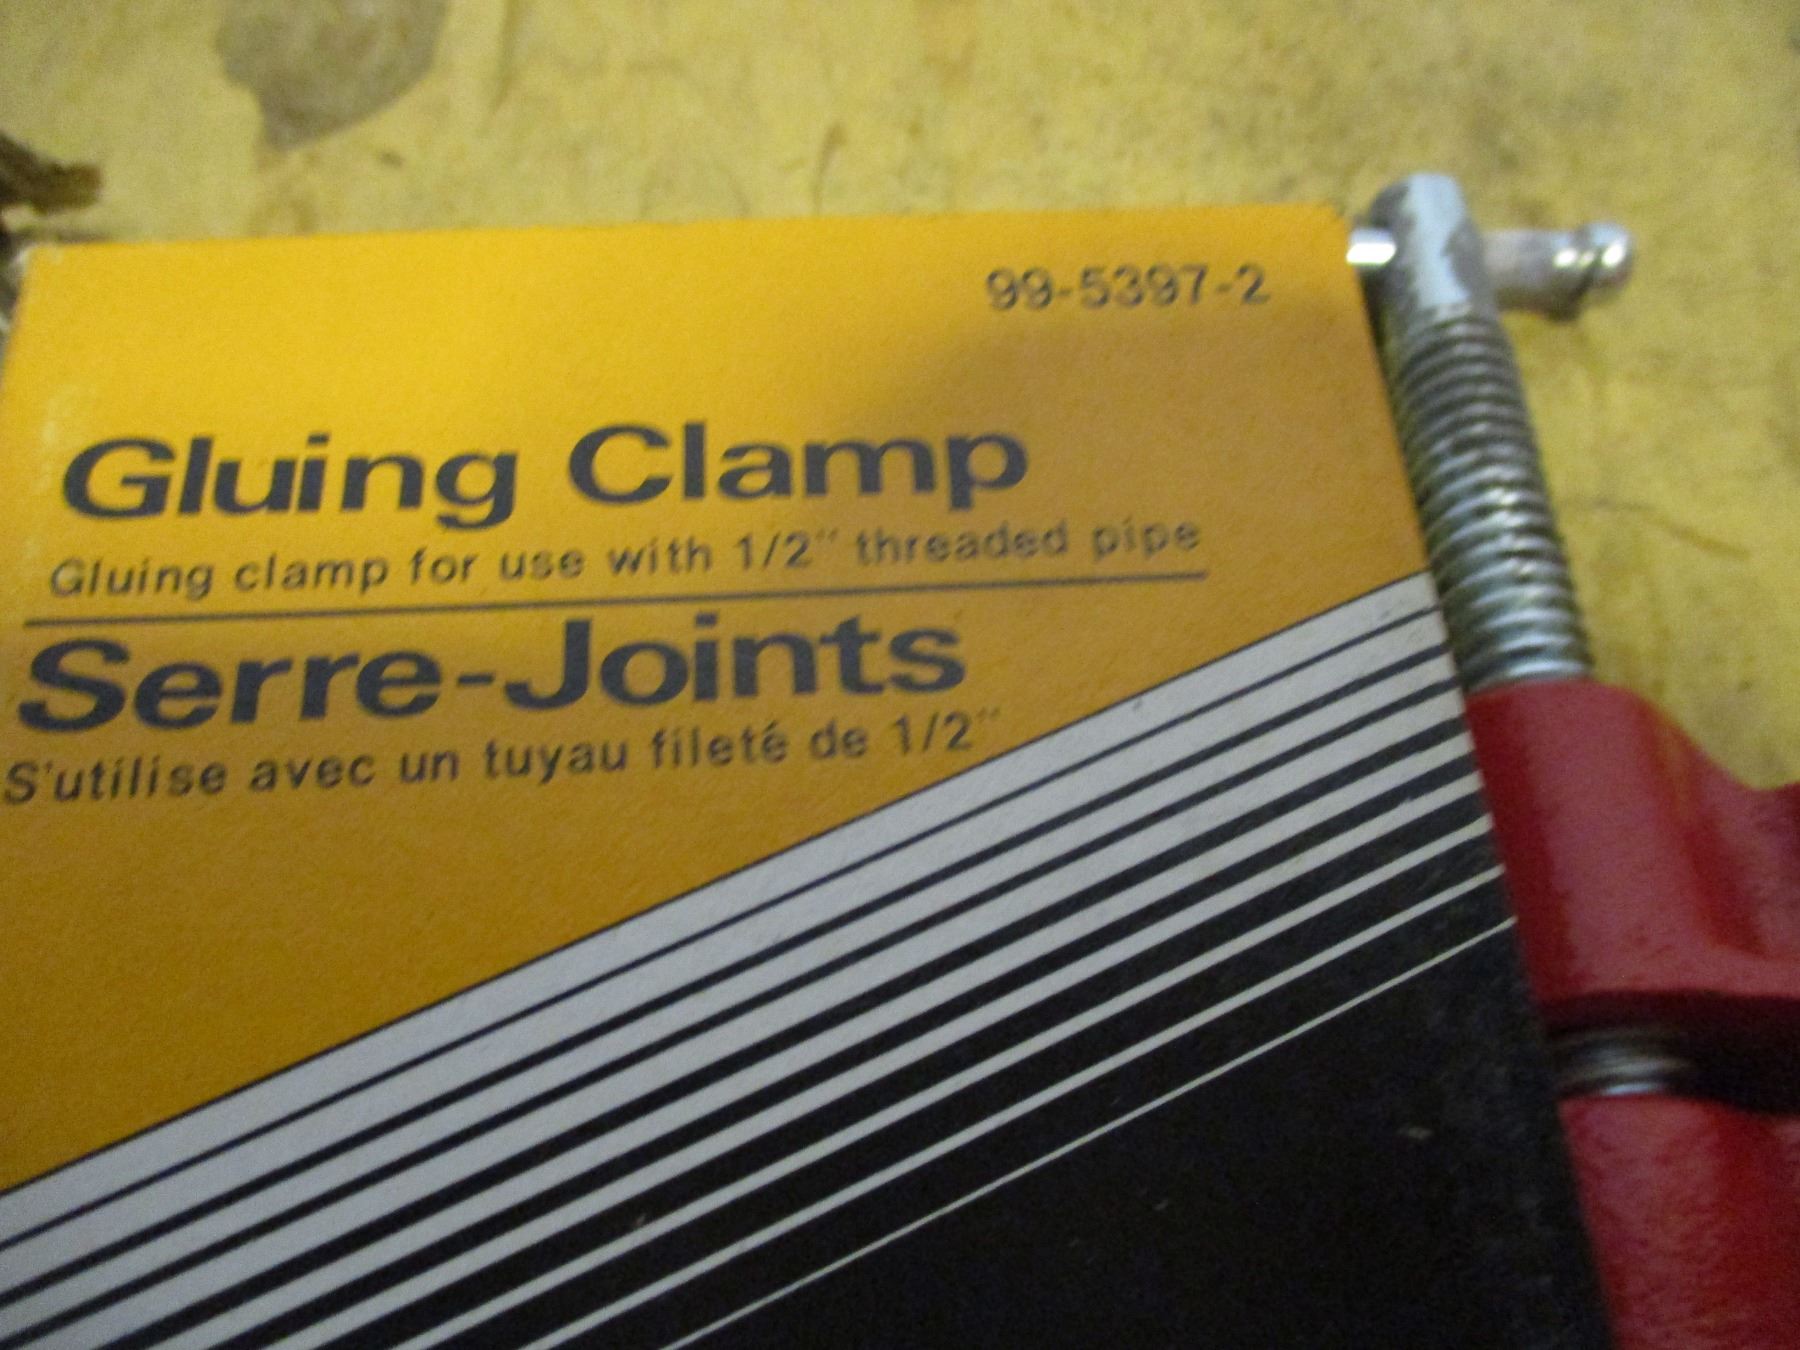 99-5397-2
Gluing Clamp
Gluing clamp for use with 1/2" threaded pipe
Serre-Joints
S'utilise avec un tuyau fileté de 1/2"